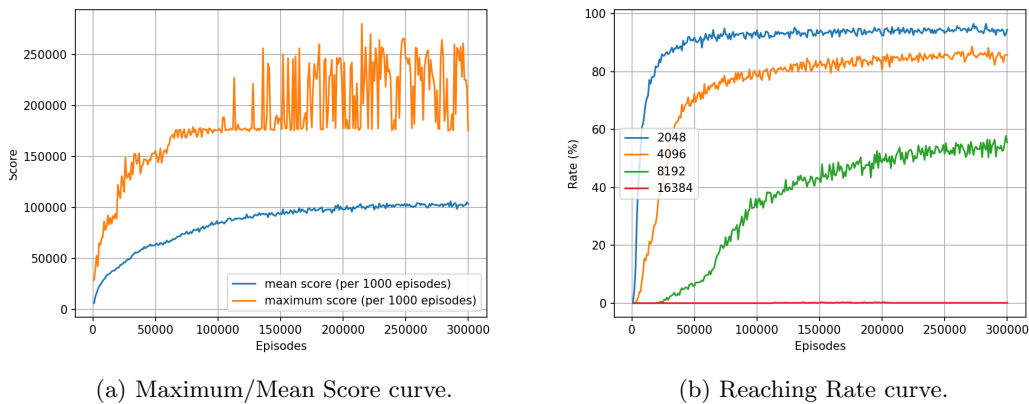 250000
200000
150000
100000
50000
0
Score
mean score (per 1000 episodes)
maximum score (per 1000 episodes)
0 50000 100000 150000 200000 250000 300000
Episodes
(a) Maximum/Mean Score curve.
100
80
60
40
20
0
Rate (%)
2048
4096
8192
16384
0 50000 100000 150000 200000 250000 300000
Episodes
(b) Reaching Rate curve.